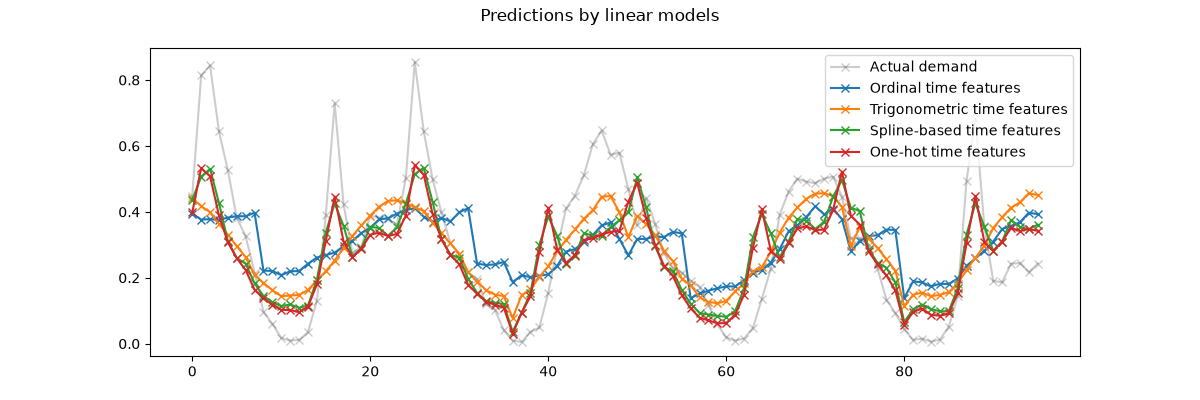 Predictions by linear models
Actual demand
Ordinal time features
Trigonometric time features
Spline-based time features
One-hot time features
0.8
0.6
0.4
0.2
0.0
0 20 40 60 80